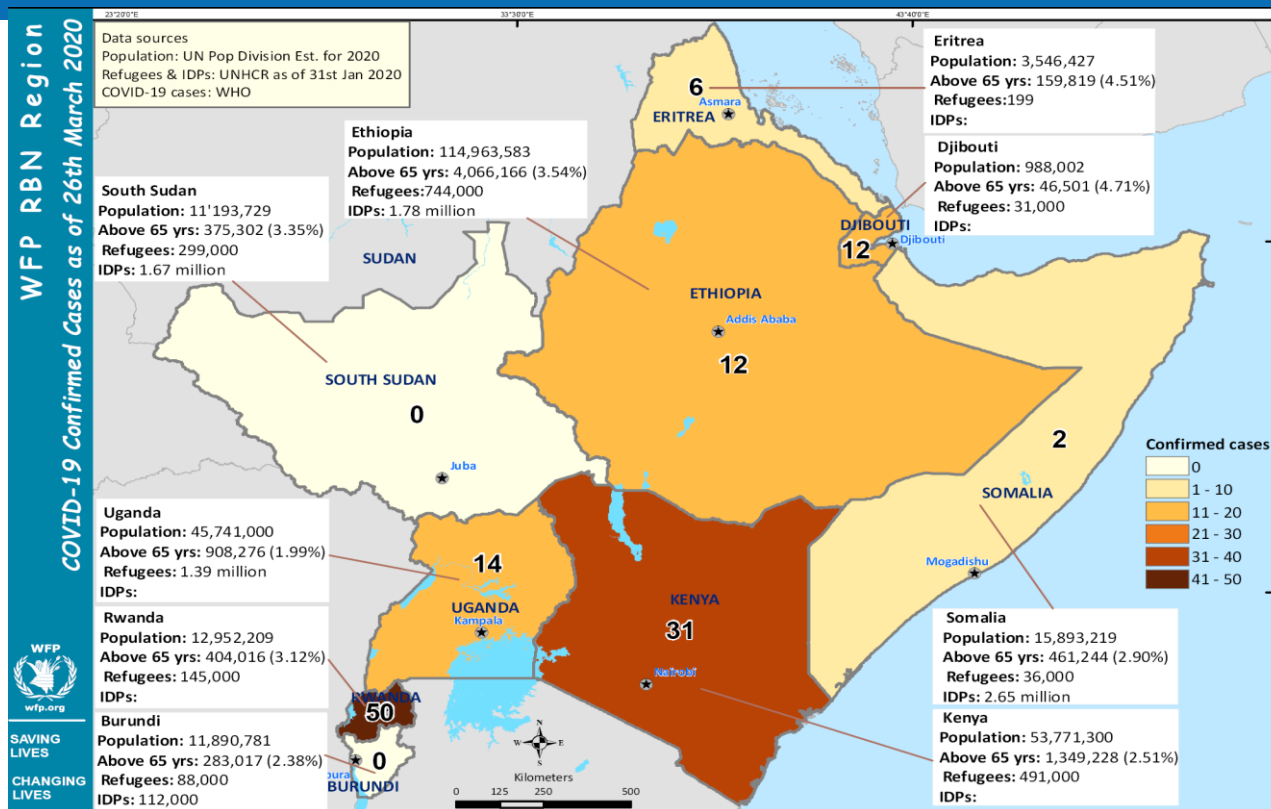 WFP RBN Region
COVID-19 Confirmed Cases as of 26th March 2020
WFP
wfp.org
SAVING
LIVES
CHANGING
LIVES
23°20'0"E
33°30'0"E
43°40'0"E
Data sources
Population: UN Pop Division Est. for 2020
Refugees & IDPs: UNHCR as of 31st Jan 2020
COVID-19 cases: WHO
Eritrea
Population: 3,546,427
Above 65 yrs: 159,819 (4.51%)
Refugees:199
IDPs:
Ethiopia
Population: 114,963,583
Above 65 yrs: 4,066,166 (3.54%)
Refugees:744,000
IDPs: 1.78 million
Djibouti
Population: 988,002
Above 65 yrs: 46,501 (4.71%)
Refugees: 31,000
IDPs:
South Sudan
Population: 11'193,729
Above 65 yrs: 375,302 (3.35%)
Refugees: 299,000
IDPs: 1.67 million
6
Asmara
ERITREA
SUDAN
DJIBOUTI
Djibouti
12
ETHIOPIA
Addis Ababa
12
SOUTH SUDAN
0
Juba
2
SOMALIA
Mogadishu
Confirmed cases
0
1 - 10
11 - 20
21 - 30
31 - 40
41 - 50
Uganda
Population: 45,741,000
Above 65 yrs: 908,276 (1.99%)
Refugees: 1.39 million
IDPs:
14
UGANDA
Kampala
KENYA
31
Nairobi
Rwanda
Population: 12,952,209
Above 65 yrs: 404,016 (3.12%)
Refugees: 145,000
IDPs:
RWANDA
50
Somalia
Population: 15,893,219
Above 65 yrs: 461,244 (2.90%)
Refugees: 36,000
IDPs: 2.65 million
Burundi
Population: 11,890,781
Above 65 yrs: 283,017 (2.38%)
Refugees: 88,000
IDPs: 112,000
0
bura
BURUNDI
Kenya
Population: 53,771,300
Above 65 yrs: 1,349,228 (2.51%)
Refugees: 491,000
IDPs:
N
W E
S
Kilometers
0 125 250 500